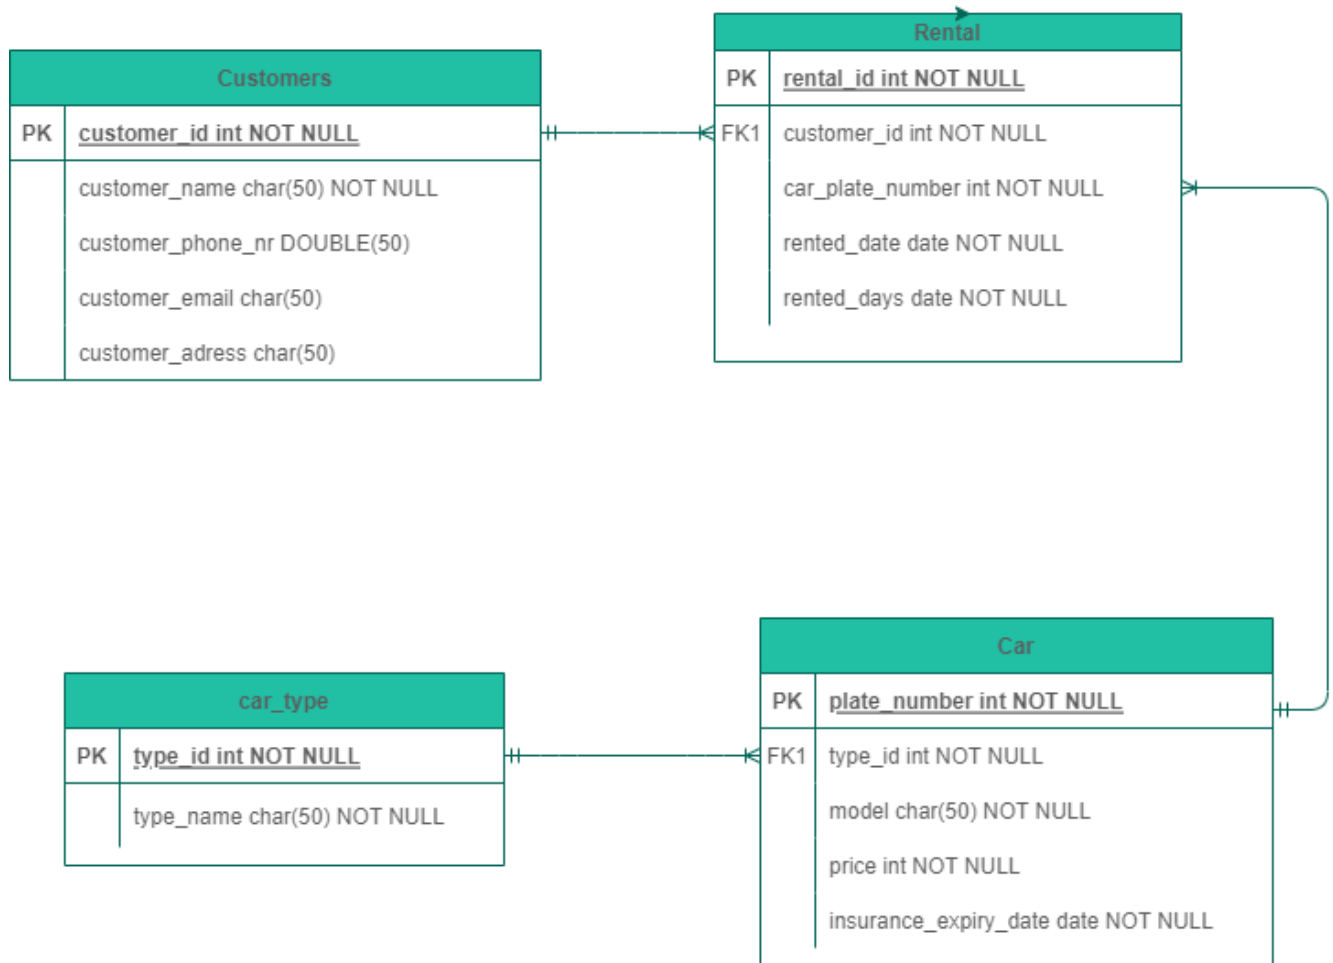 Customers
PK customer_id int NOT NULL
customer_name char(50) NOT NULL
customer_phone_nr DOUBLE(50)
customer_email char(50)
customer_adress char(50)
Rental
PK rental_id int NOT NULL
FK1 customer_id int NOT NULL
car_plate_number int NOT NULL
rented_date date NOT NULL
rented_days date NOT NULL
car_type
PK type_id int NOT NULL
type_name char(50) NOT NULL
Car
PK plate_number int NOT NULL
FK1 type_id int NOT NULL
model char(50) NOT NULL
price int NOT NULL
insurance_expiry_date date NOT NULL